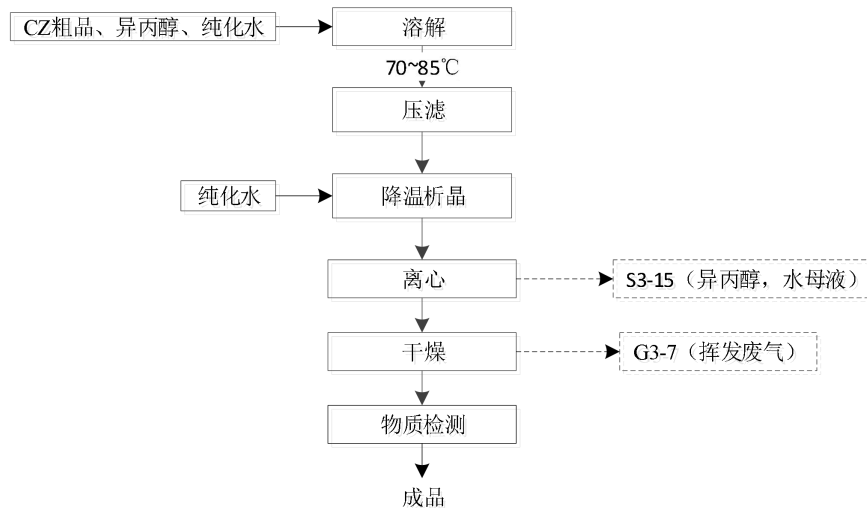 CZ粗品、异丙醇、纯化水
溶解
70~85℃
压滤
纯化水
降温析晶
离心
S3-15（异丙醇，水母液）
干燥
G3-7（挥发废气）
物质检测
成品